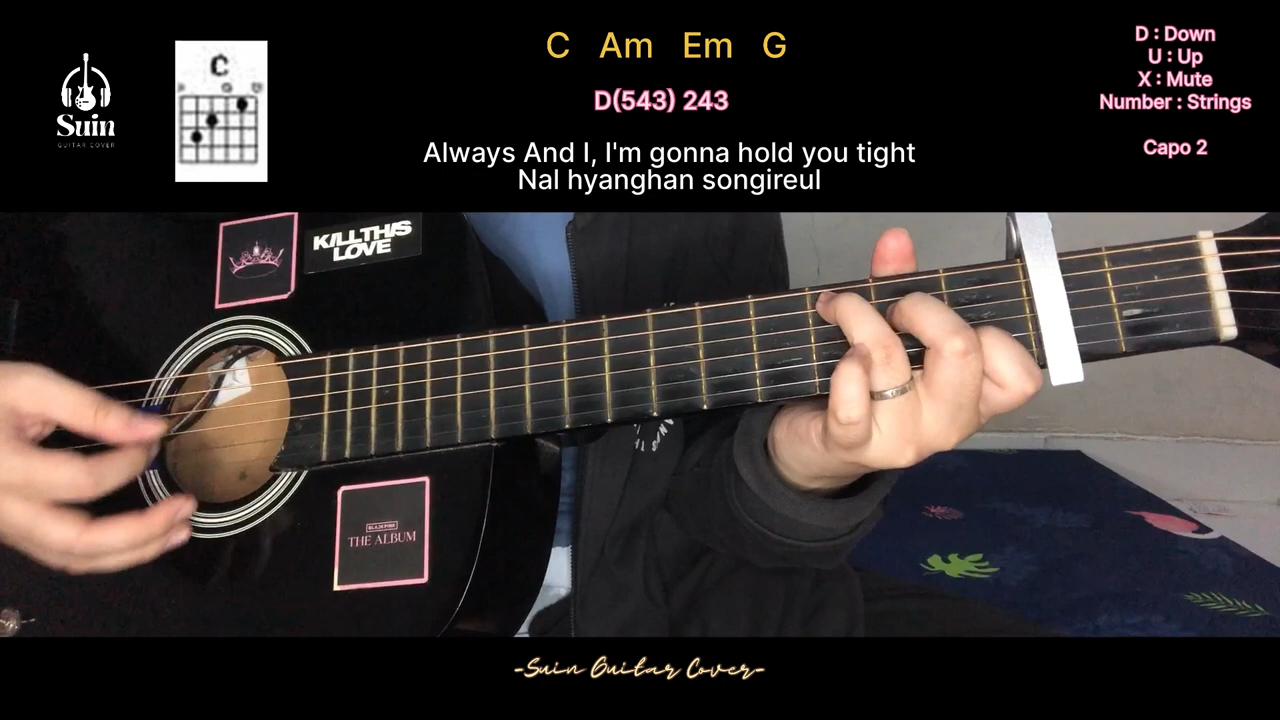 Suin
GUITAR COVER
C
C Am Em G
D(543) 243
Always And I, I'm gonna hold you tight
Nal hyanghan songireul
D : Down
U : Up
X : Mute
Number : Strings
Capo 2
KILL THIS
LOVE
BLACKPINK
THE ALBUM
-Suin Guitar Cover-